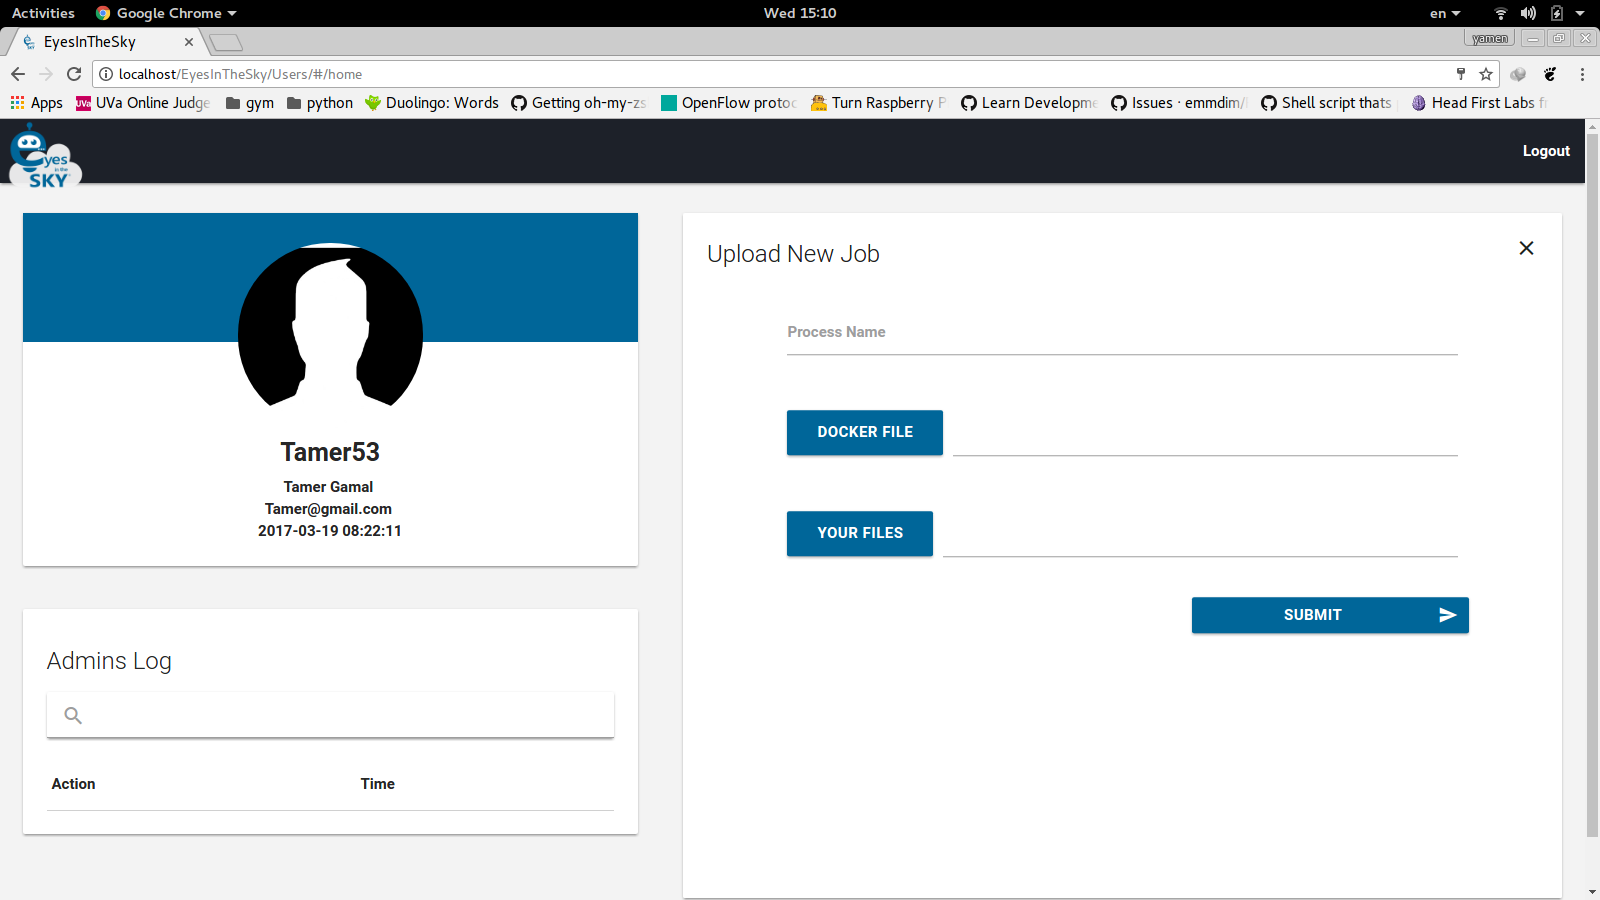 Activities Google Chrome Wed 15:10 en
EyesInTheSky yamen
localhost/EyesInTheSky/Users/#/home
Apps UVa Online Judge gym python Duolingo: Words Getting oh-my-zs OpenFlow protoc Turn Raspberry P Learn Developme Issues · emmdim/ Shell script thats Head First Labs fr
eyes in the SKY
Logout
Upload New Job
Process Name
DOCKER FILE
YOUR FILES
SUBMIT
Tamer53
Tamer Gamal
Tamer@gmail.com
2017-03-19 08:22:11
Admins Log
Action Time